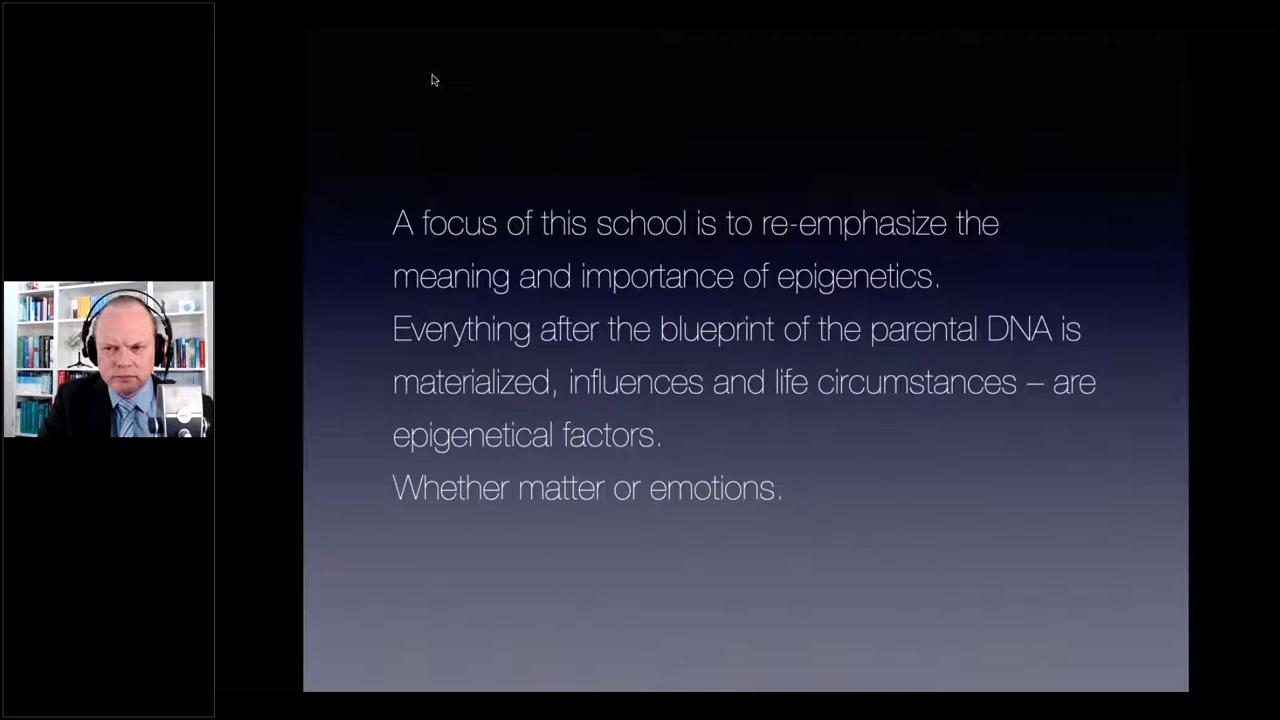 A focus of this school is to re-emphasize the
meaning and importance of epigenetics.
Everything after the blueprint of the parental DNA is
materialized, influences and life circumstances – are
epigenetical factors.
Whether matter or emotions.